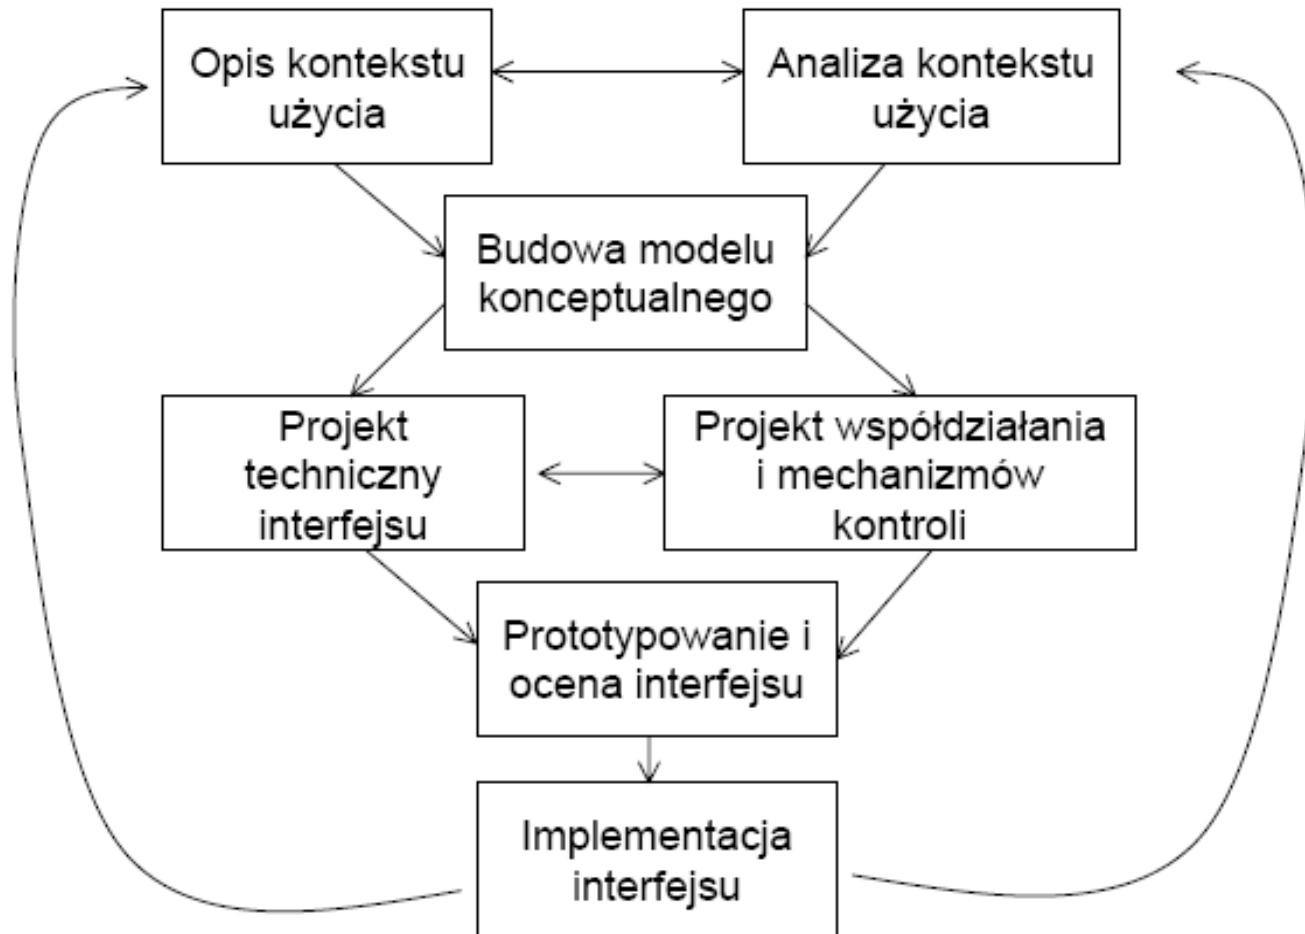 Opis kontekstu
użycia
Analiza kontekstu
użycia
Budowa modelu
konceptualnego
Projekt
techniczny
interfejsu
Projekt współdziałania
i mechanizmów
kontroli
Prototypowanie i
ocena interfejsu
Implementacja
interfejsu